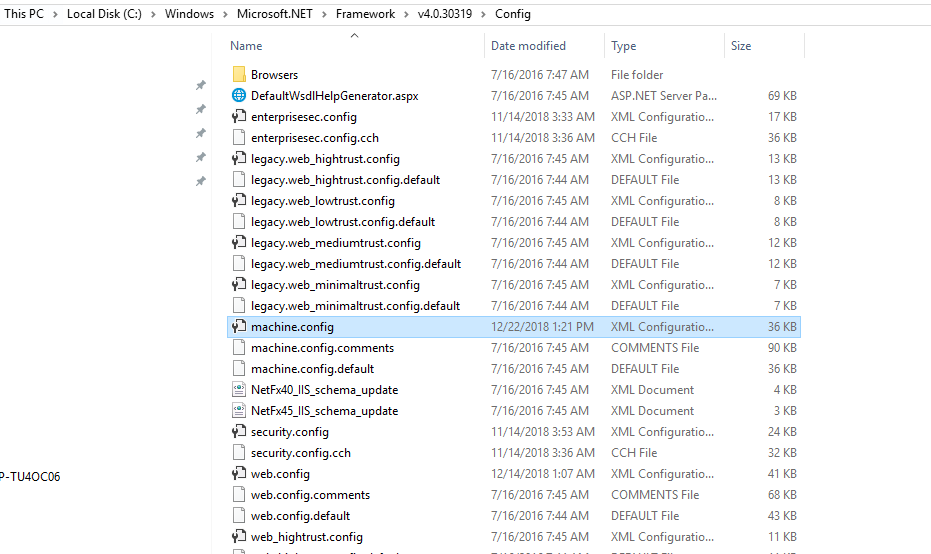 This PC > Local Disk (C:) > Windows > Microsoft.NET > Framework > v4.0.30319 > Config
Name Date modified Type Size
Browsers 7/16/2016 7:47 AM File folder
DefaultWsdlHelpGenerator.aspx 7/16/2016 7:45 AM ASP.NET Server Pa... 69 KB
enterprisesec.config 11/14/2018 3:33 AM XML Configuratio... 17 KB
enterprisesec.config.cch 11/14/2018 3:36 AM CCH File 36 KB
legacy.web_hightrust.config 7/16/2016 7:45 AM XML Configuratio... 13 KB
legacy.web_hightrust.config.default 7/16/2016 7:44 AM DEFAULT File 13 KB
legacy.web_lowtrust.config 7/16/2016 7:45 AM XML Configuratio... 8 KB
legacy.web_lowtrust.config.default 7/16/2016 7:44 AM DEFAULT File 8 KB
legacy.web_mediumtrust.config 7/16/2016 7:45 AM XML Configuratio... 12 KB
legacy.web_mediumtrust.config.default 7/16/2016 7:44 AM DEFAULT File 12 KB
legacy.web_minimaltrust.config 7/16/2016 7:45 AM XML Configuratio... 7 KB
legacy.web_minimaltrust.config.default 7/16/2016 7:44 AM DEFAULT File 7 KB
machine.config 12/22/2018 1:21 PM XML Configuratio... 36 KB
machine.config.comments 7/16/2016 7:45 AM COMMENTS File 90 KB
machine.config.default 7/16/2016 7:45 AM DEFAULT File 36 KB
NetFx40_IIS_schema_update 7/16/2016 7:45 AM XML Document 4 KB
NetFx45_IIS_schema_update 7/16/2016 7:45 AM XML Document 3 KB
security.config 11/14/2018 3:53 AM XML Configuratio... 24 KB
security.config.cch 11/14/2018 3:36 AM CCH File 32 KB
P-TU4OC06
web.config 12/14/2018 1:07 AM XML Configuratio... 41 KB
web.config.comments 7/16/2016 7:45 AM COMMENTS File 68 KB
web.config.default 7/16/2016 7:44 AM DEFAULT File 43 KB
web_hightrust.config 7/16/2016 7:45 AM XML Configuratio... 11 KB